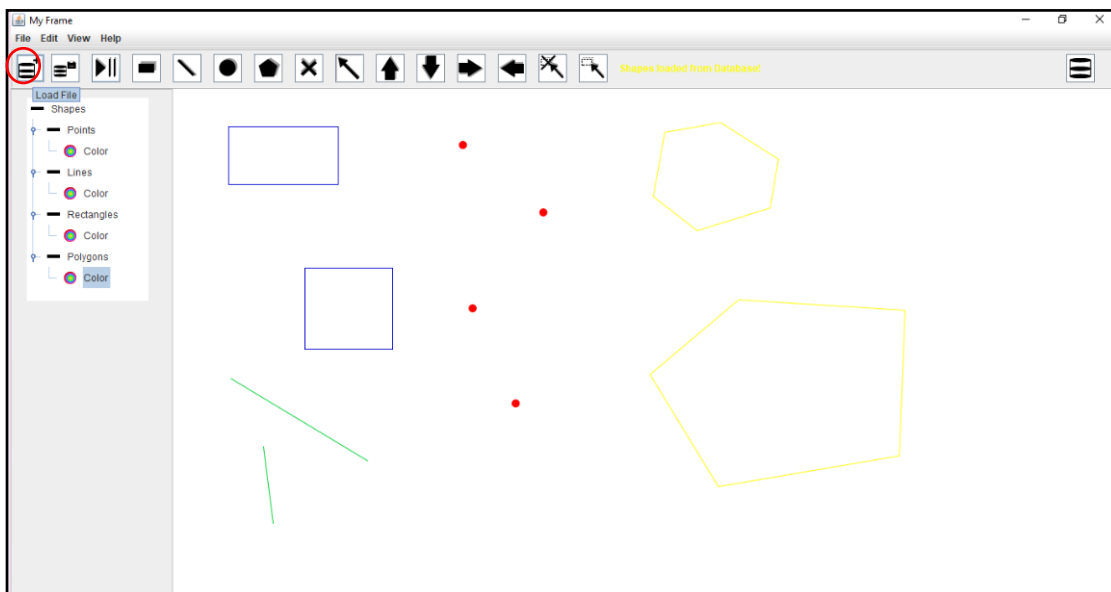 My Frame
File Edit View Help
Shapes loaded from Database!
Load File
Shapes
Points
Color
Lines
Color
Rectangles
Color
Polygons
Color